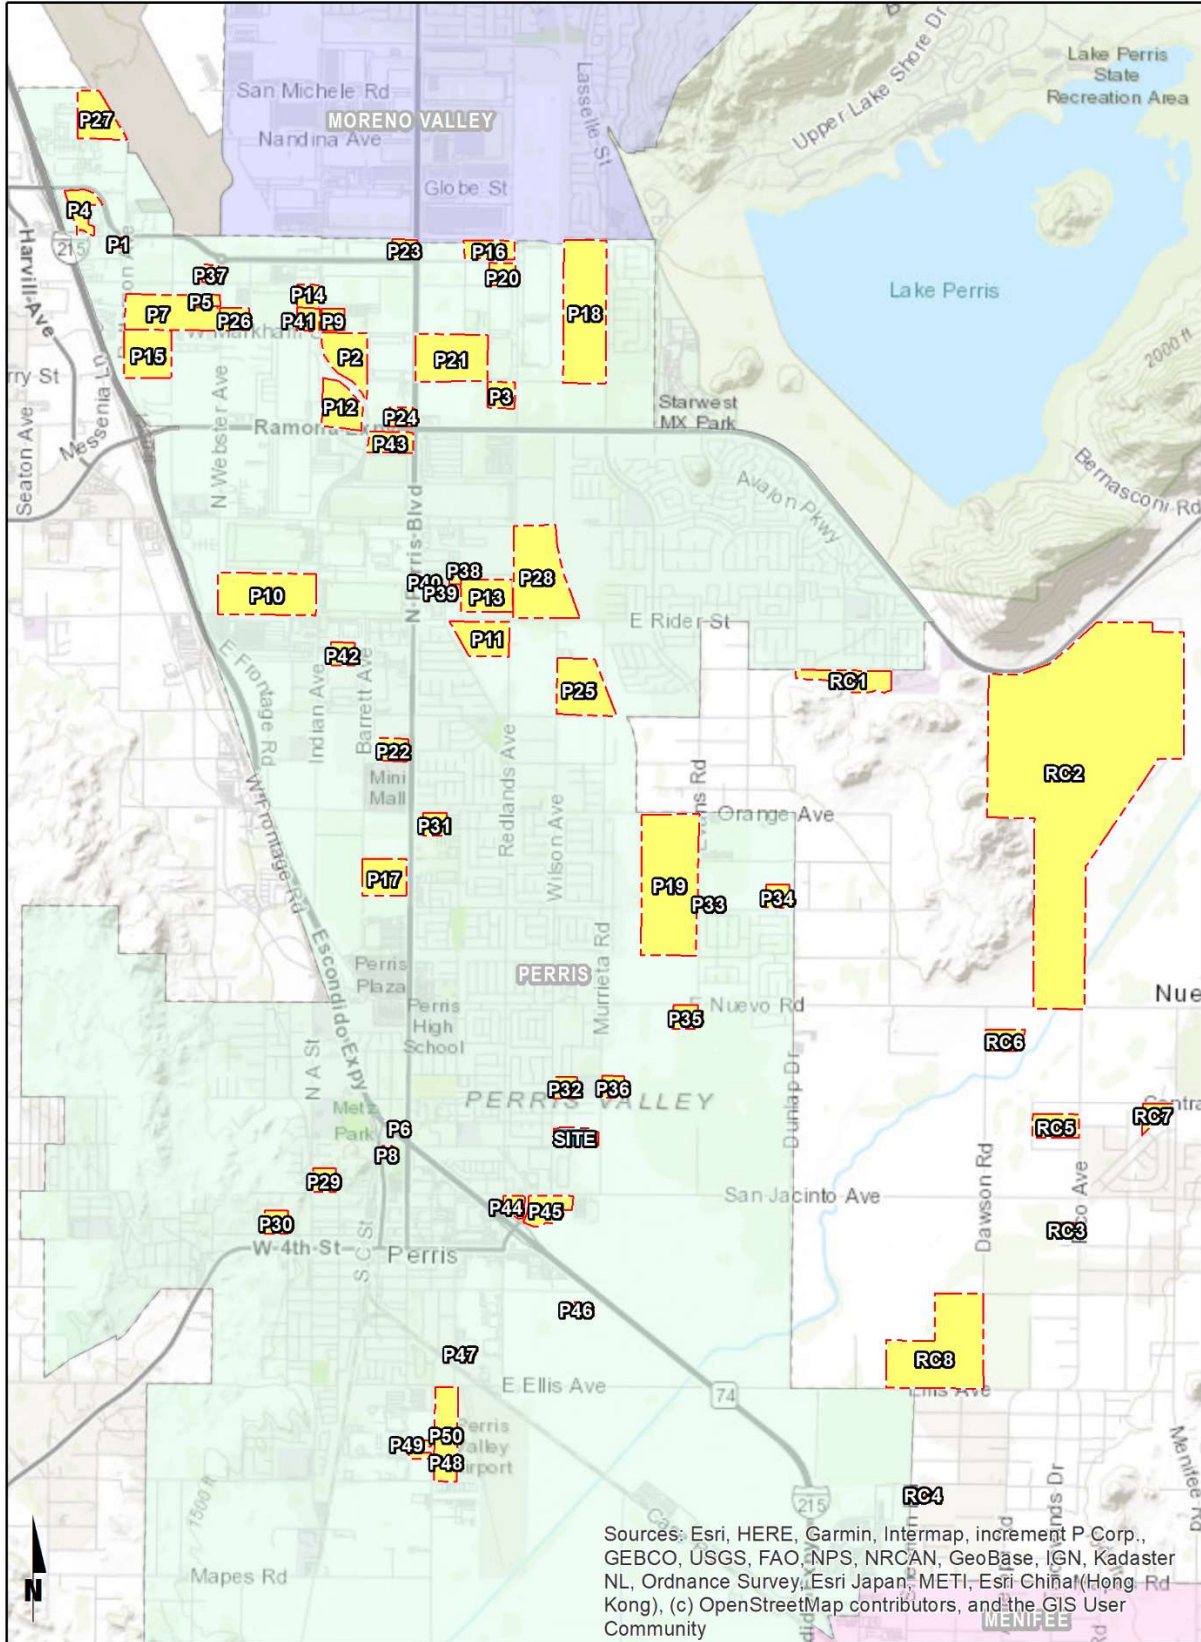 Lake Perris
State
Recreation Area
Upper Lake Shore Dr
San Michele Rd
Lasselle St
P27
MORENO VALLEY
Nandina Ave
Globe St
P4
215
P1
Harvill Ave
P23
P16
P20
P37
P14
P5
P7
P26
P41
P9
P18
Lake Perris
2000 ft
P15
P2
P21
P3
P12
P24
Starwest
MX Park
Seaton Ave
Messenia Ln
N Webster Ave
P43
Bernasconi Rd
Avalon Pkwy
N Perris Blvd
P10
P40
P38
P39
P13
P28
P11
E Rider St
P42
E Frontage Rd
Indian Ave
Barrett Ave
P25
RC1
RC2
P22
Mini
Mall
Redlands Ave
P31
Orange Ave
W Frontage Rd
Wilson Ave
P17
P19
P33
P34
Escondido Expy
Perris
Plaza
PERRIS
Murrieta Rd
E Nuevo Rd
Perris
High
School
P35
RC6
N A St
P32
P36
PERRIS VALLEY
Dunlap Dr
Metz
Park
P6
P8
SITE
RC5
RC7
P29
P30
P44
P45
San Jacinto Ave
Dawson Rd
RC3
W 4th St
S C St
Perris
P46
P47
RC8
E Ellis Ave
74
Ellis Ave
P50
P49
P48
215
RC4
1500 ft
Mapes Rd
N
Sources: Esri, HERE, Garmin, Intermap, increment P Corp.,
GEBCO, USGS, FAO, NPS, NRCAN, GeoBase, IGN, Kadaster
NL, Ordnance Survey, Esri Japan, METI, Esri China (Hong
Kong), (c) OpenStreetMap contributors, and the GIS User
Community
MENIFEE